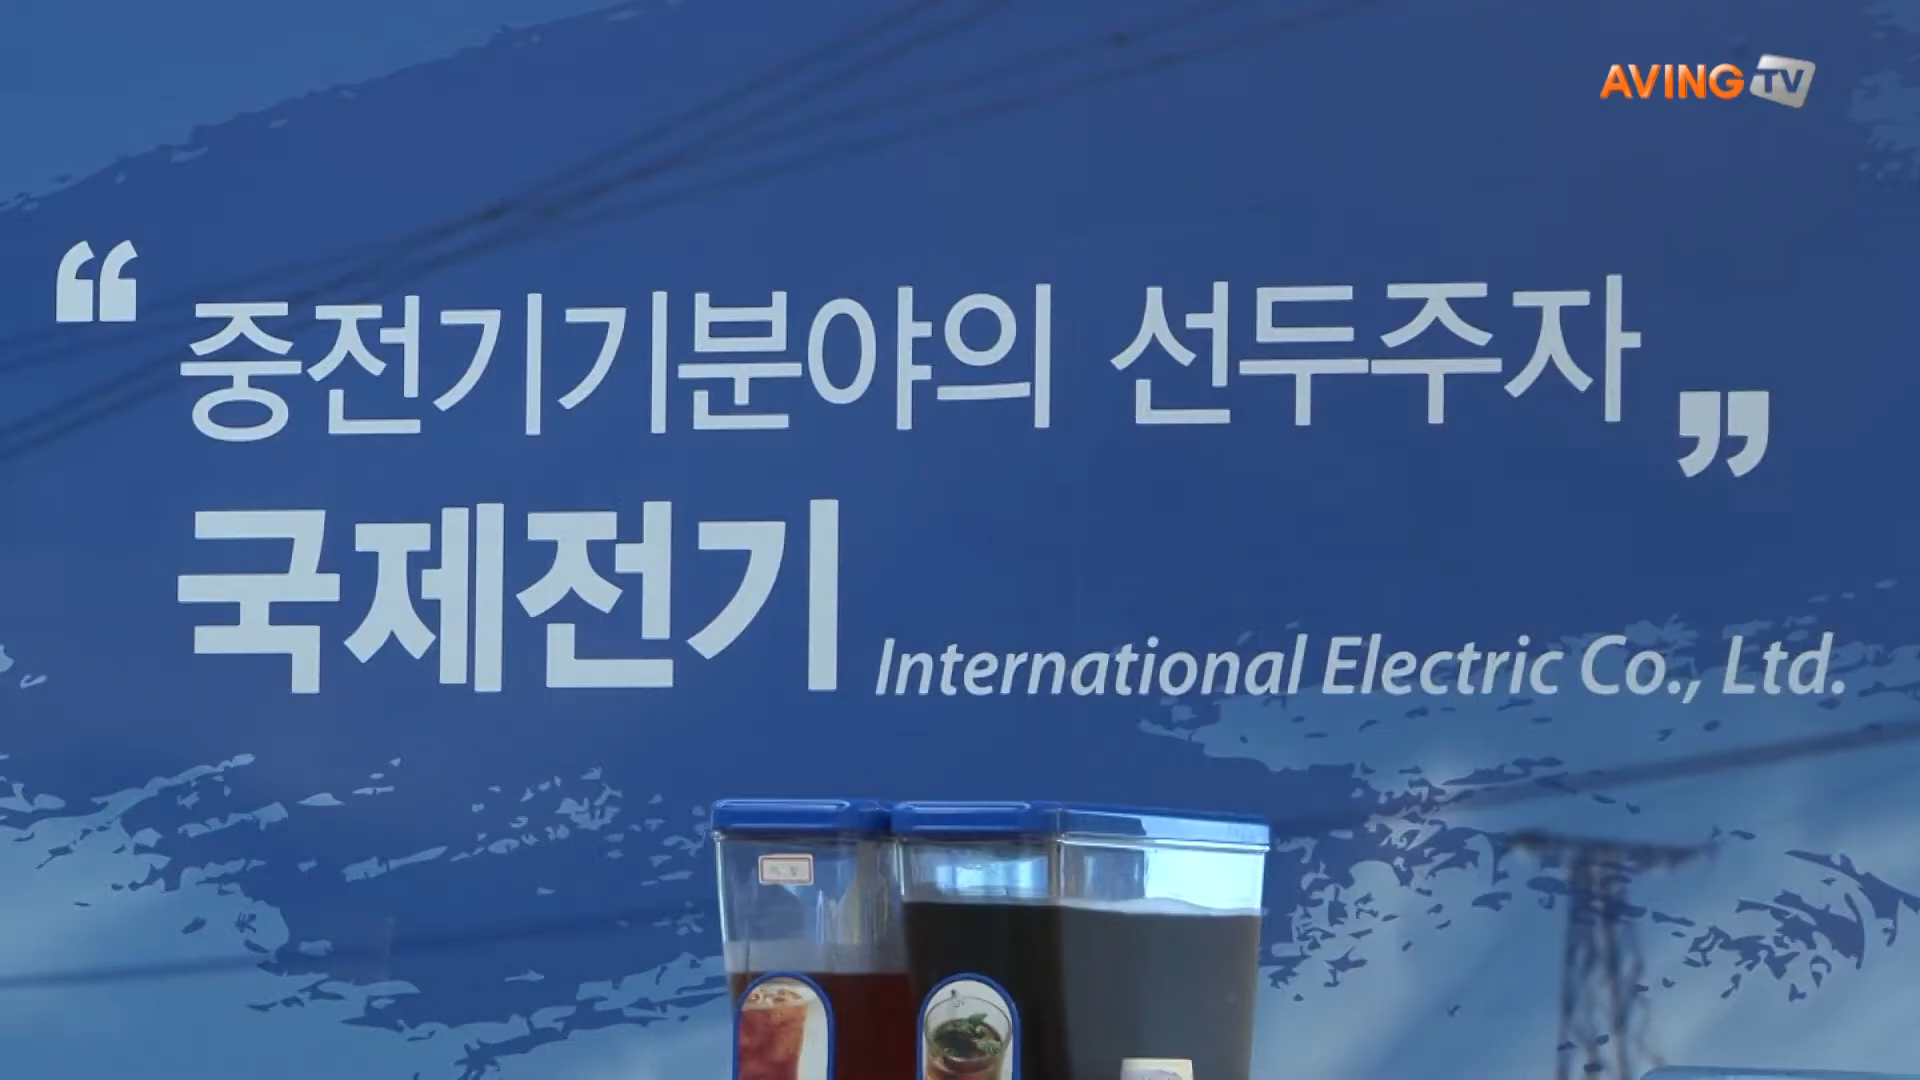 AVING TV
“ 중전기기분야의 선두주자 ”
국제전기 International Electric Co., Ltd.